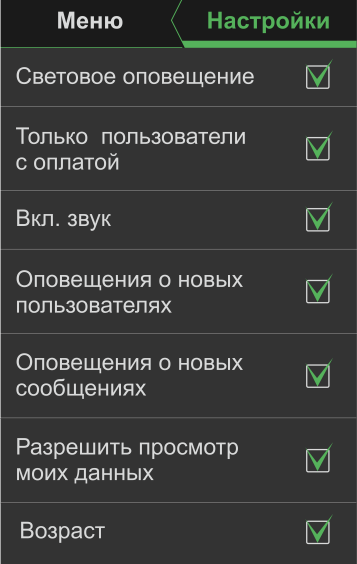 Меню Настройки
Световое оповещение
Только пользователи
с оплатой
Вкл. звук
Оповещения о новых
пользователях
Оповещения о новых
сообщениях
Разрешить просмотр
моих данных
Возраст